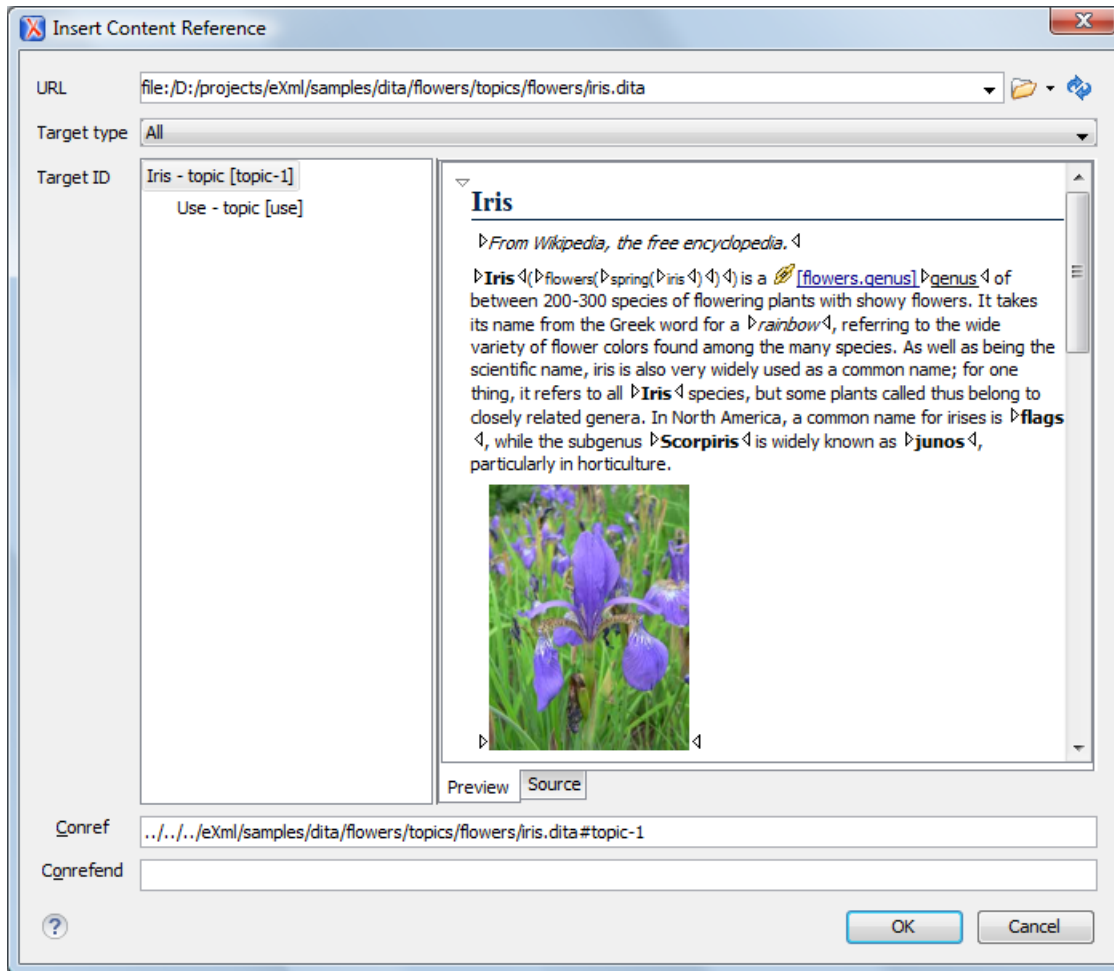 Insert Content Reference
URL
file:/D:/projects/eXml/samples/dita/flowers/topics/flowers/iris.dita
Target type
All
Target ID
Iris - topic [topic-1]
Use - topic [use]
Iris
From Wikipedia, the free encyclopedia.
Iris (flowers(spring(iris))) is a [flowers.genus] genus of
between 200-300 species of flowering plants with showy flowers. It takes
its name from the Greek word for a rainbow, referring to the wide
variety of flower colors found among the many species. As well as being the
scientific name, iris is also very widely used as a common name; for one
thing, it refers to all Iris species, but some plants called thus belong to
closely related genera. In North America, a common name for irises is flags
, while the subgenus Scorpiris is widely known as junos,
particularly in horticulture.
Preview
Source
Conref
../../../eXml/samples/dita/flowers/topics/flowers/iris.dita#topic-1
Conrefend
?
OK
Cancel